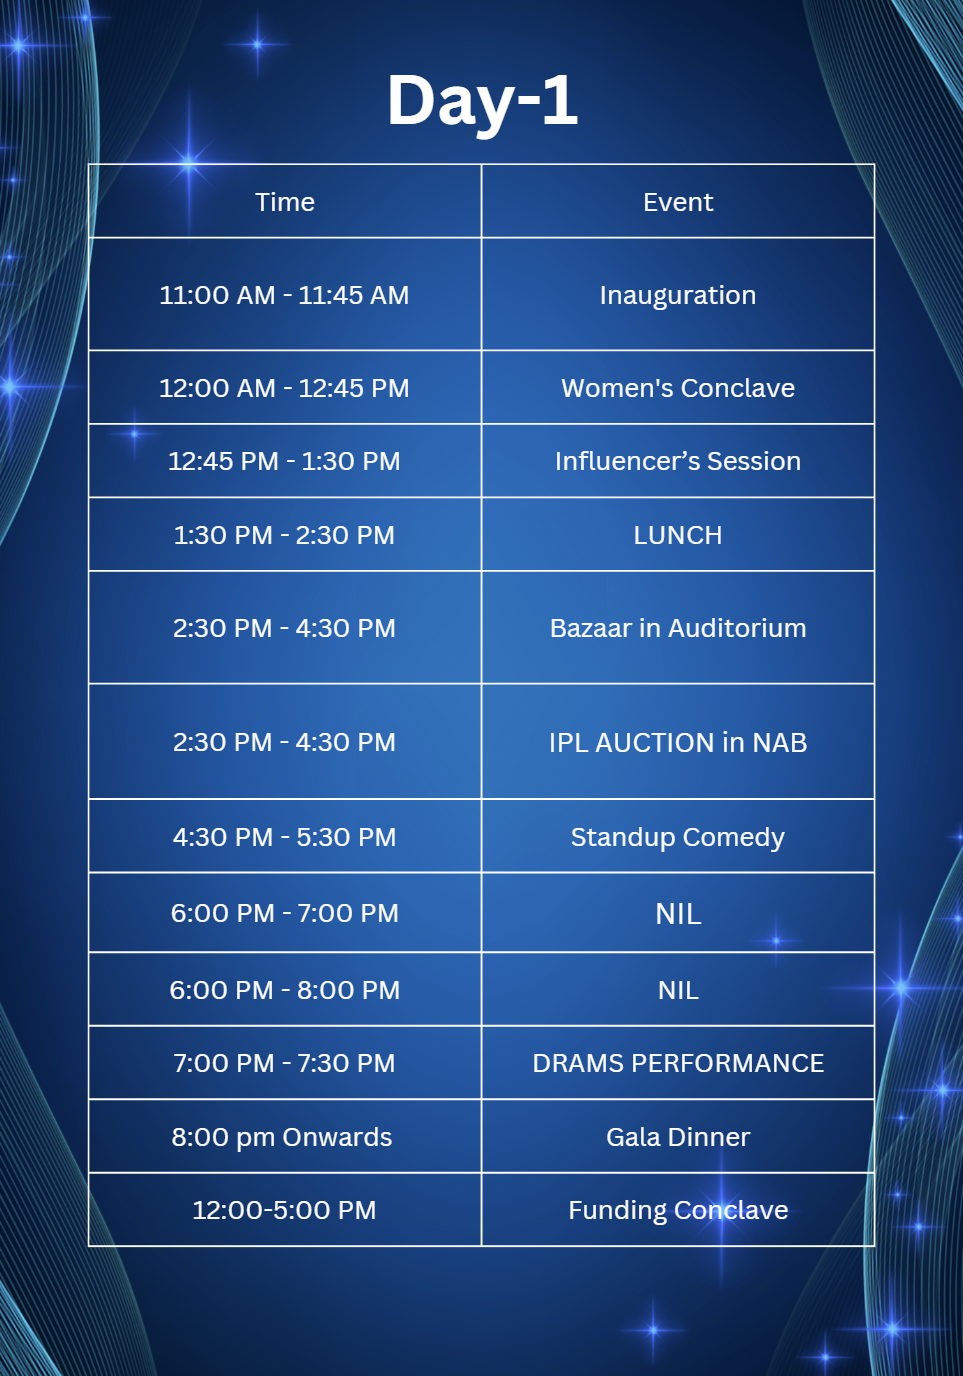 Day-1
Time Event
11:00 AM - 11:45 AM Inauguration
12:00 AM - 12:45 PM Women's Conclave
12:45 PM - 1:30 PM Influencer’s Session
1:30 PM - 2:30 PM LUNCH
2:30 PM - 4:30 PM Bazaar in Auditorium
2:30 PM - 4:30 PM IPL AUCTION in NAB
4:30 PM - 5:30 PM Standup Comedy
6:00 PM - 7:00 PM NIL
6:00 PM - 8:00 PM NIL
7:00 PM - 7:30 PM DRAMS PERFORMANCE
8:00 pm Onwards Gala Dinner
12:00-5:00 PM Funding Conclave